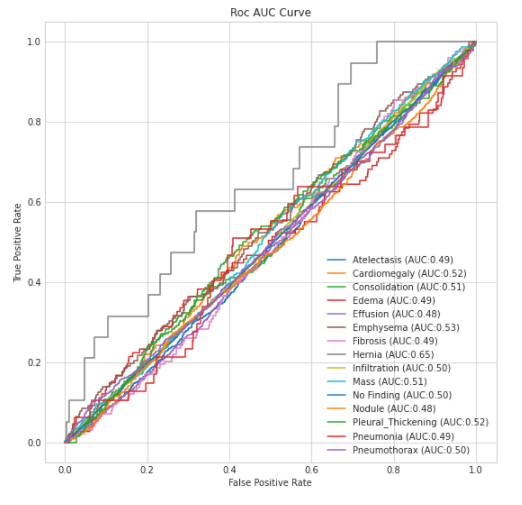 Roc AUC Curve
1.0
0.8
0.6
0.4
0.2
0.0
True Positive Rate
Atelectasis (AUC:0.49)
Cardiomegaly (AUC:0.52)
Consolidation (AUC:0.51)
Edema (AUC:0.49)
Effusion (AUC:0.48)
Emphysema (AUC:0.53)
Fibrosis (AUC:0.49)
Hernia (AUC:0.65)
Infiltration (AUC:0.50)
Mass (AUC:0.51)
No Finding (AUC:0.50)
Nodule (AUC:0.48)
Pleural_Thickening (AUC:0.52)
Pneumonia (AUC:0.49)
Pneumothorax (AUC:0.50)
0.0 0.2 0.4 0.6 0.8 1.0
False Positive Rate